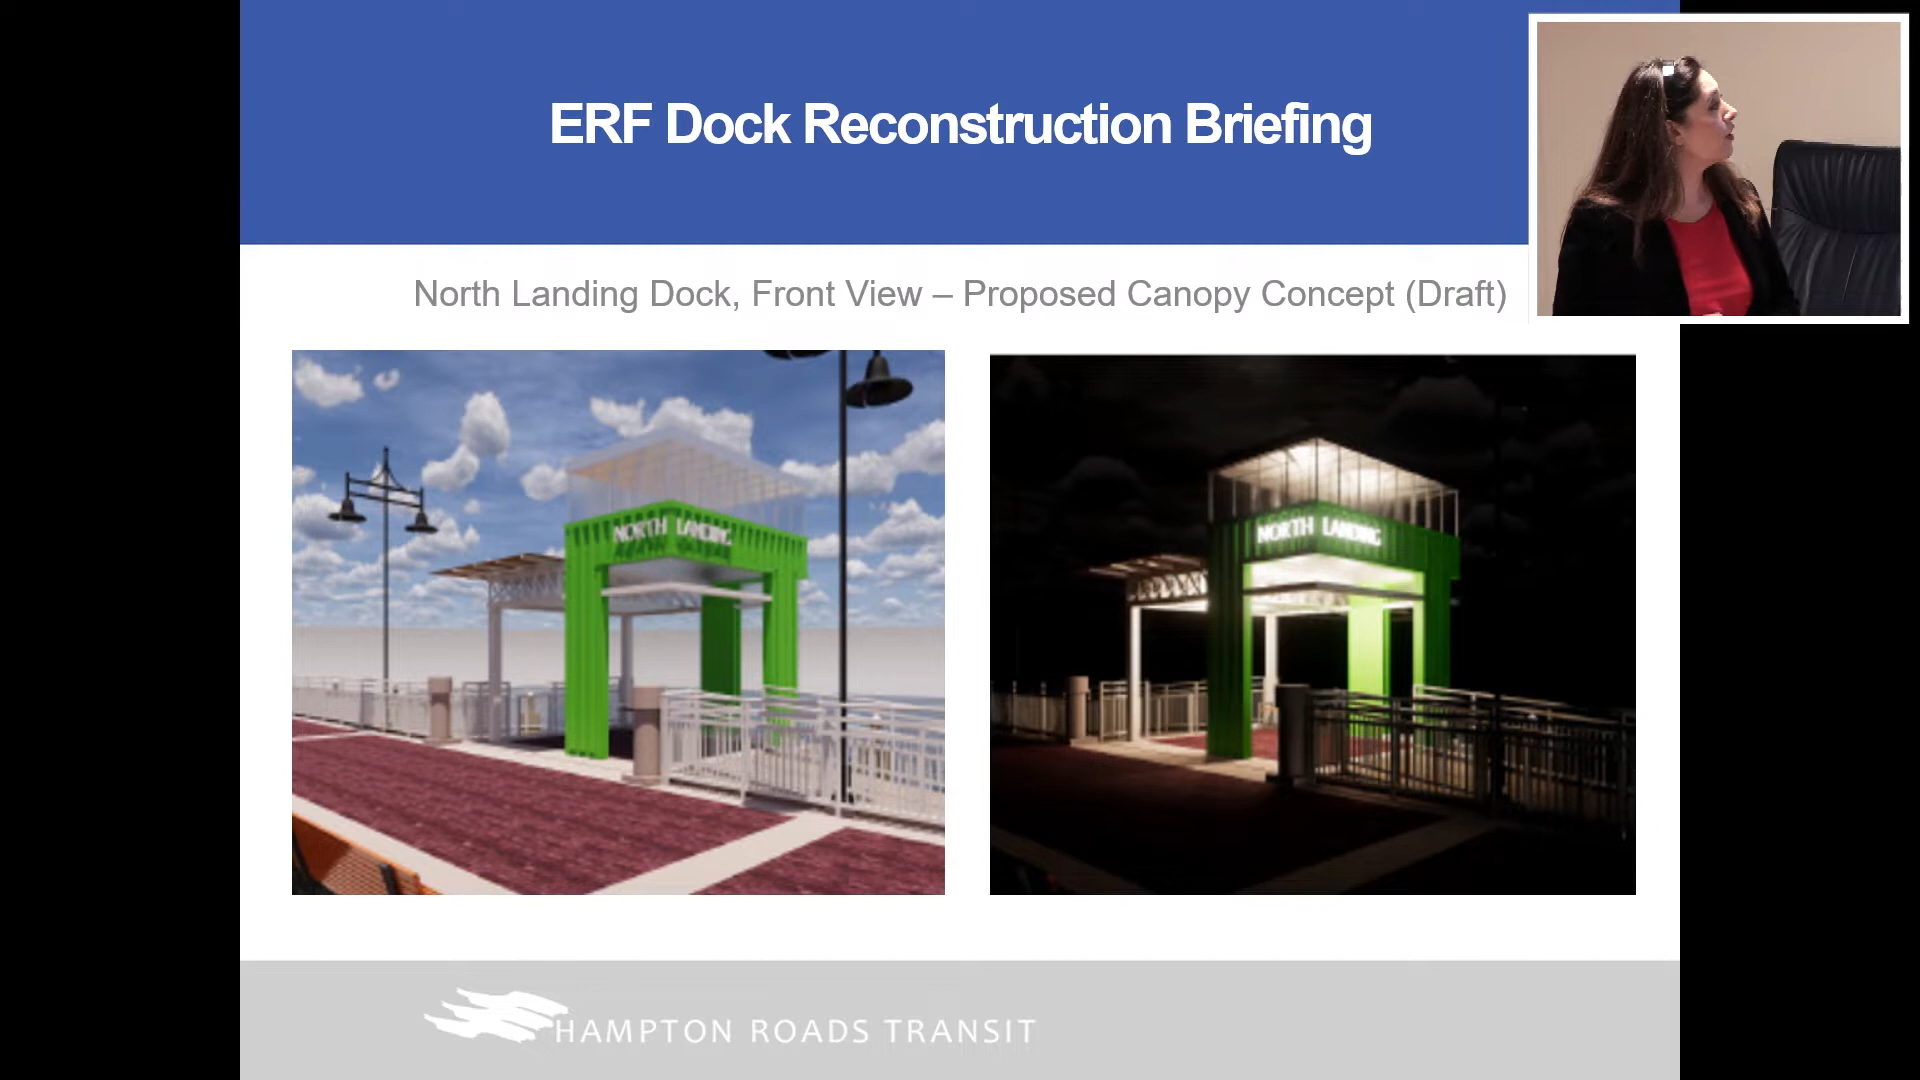 ERF Dock Reconstruction Briefing
North Landing Dock, Front View – Proposed Canopy Concept (Draft)
NORTH LANDING
NORTH LANDING
HAMPTON ROADS TRANSIT